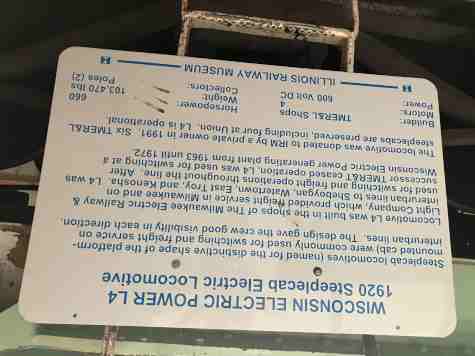 WISCONSIN ELECTRIC POWER L4
1920 Steeplecab Electric Locomotive
Steeplecab locomotives (named for the distinctive shape of the platform-
mounted cab) were commonly used for switching and freight service on
interurban lines. The design gave the crew good visibility in each direction.
Locomotive L4 was built in the shops of The Milwaukee Electric Railway &
Light Company, which provided freight service in Milwaukee and on
interurban lines to Sheboygan, Watertown, East Troy, and Kenosha. L4 was
used for switching and freight operations throughout the line. After
successor TMER&T ceased operation, L4 was used for switching at a
Wisconsin Electric Power generating plant from 1963 until 1972.
The locomotive was donated to IRM by a private owner in 1991. Six TMER&L
steeplecabs are preserved, including four at Union. L4 is operational.
Builder: TMER&L Shops Horsepower: 660
Motors: 4 Weight: 103,470 lbs
Power: 600 Volt DC Collectors: Poles (2)
ILLINOIS RAILWAY MUSEUM